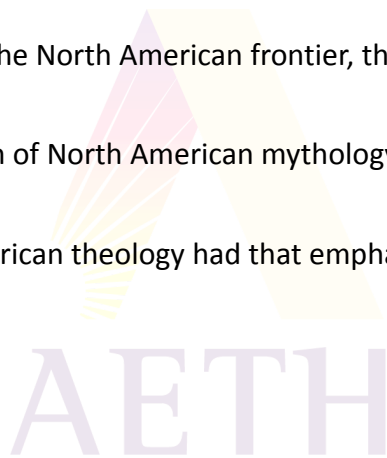 he North American frontier, th
n of North American mythology
rican theology had that empha
AETH